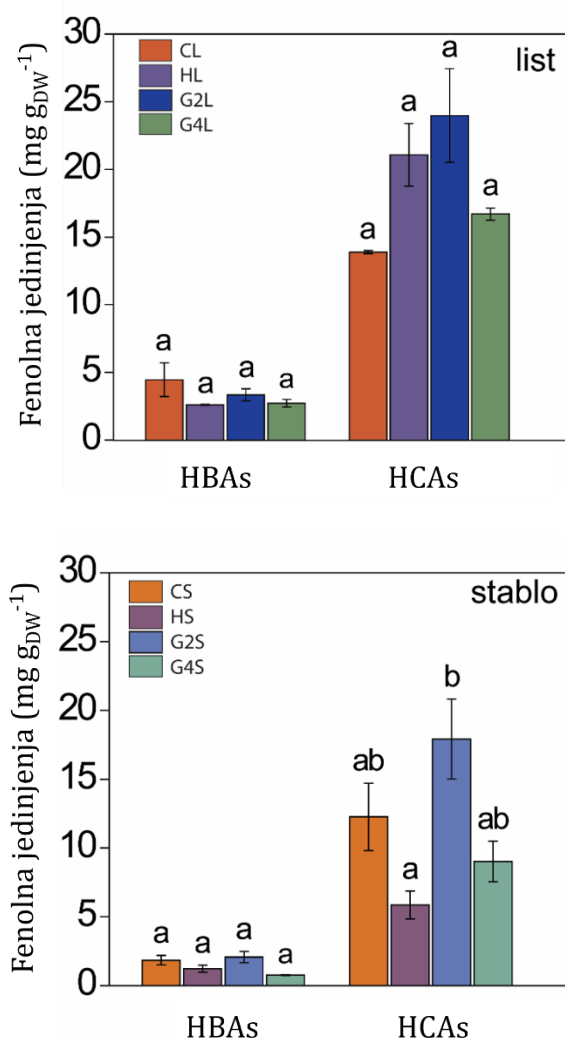 Fenolna jedinjenja (mg gDW⁻¹)
30
25
20
15
10
5
0
CL
HL
G2L
G4L
list
a
a
a
a
a
a
a
a
HBAs
HCAs
Fenolna jedinjenja (mg gDW⁻¹)
30
25
20
15
10
5
0
CS
HS
G2S
G4S
stablo
a
a
a
a
ab
a
b
ab
HBAs
HCAs